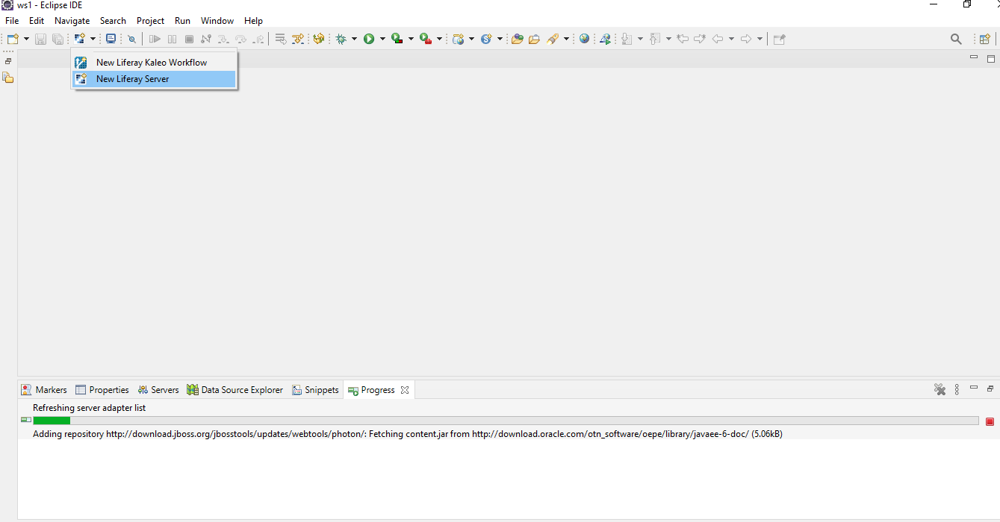 ws1 - Eclipse IDE
File Edit Navigate Search Project Run Window Help
New Liferay Kaleo Workflow
New Liferay Server
Markers Properties Servers Data Source Explorer Snippets Progress
Refreshing server adapter list
Adding repository http://download.jboss.org/jbosstools/updates/webtools/photon/: Fetching content.jar from http://download.oracle.com/otn_software/oepe/library/javaee-6-doc/ (5.06kB)